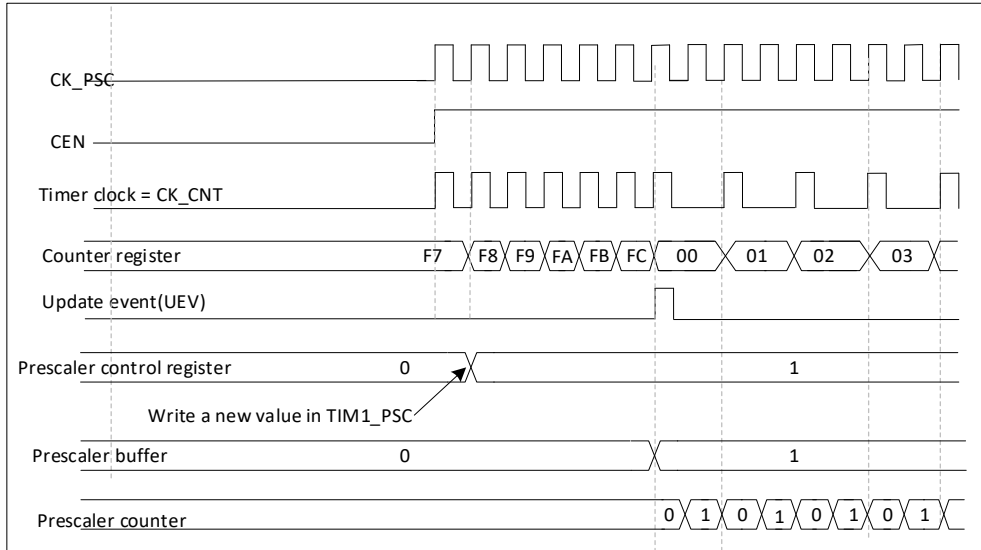 CK_PSC
CEN
Timer clock = CK_CNT
Counter register F7 F8 F9 FA FB FC 00 01 02 03
Update event(UEV)
Prescaler control register 0 1
Write a new value in TIM1_PSC
Prescaler buffer 0 1
Prescaler counter 0 1 0 1 0 1 0 1